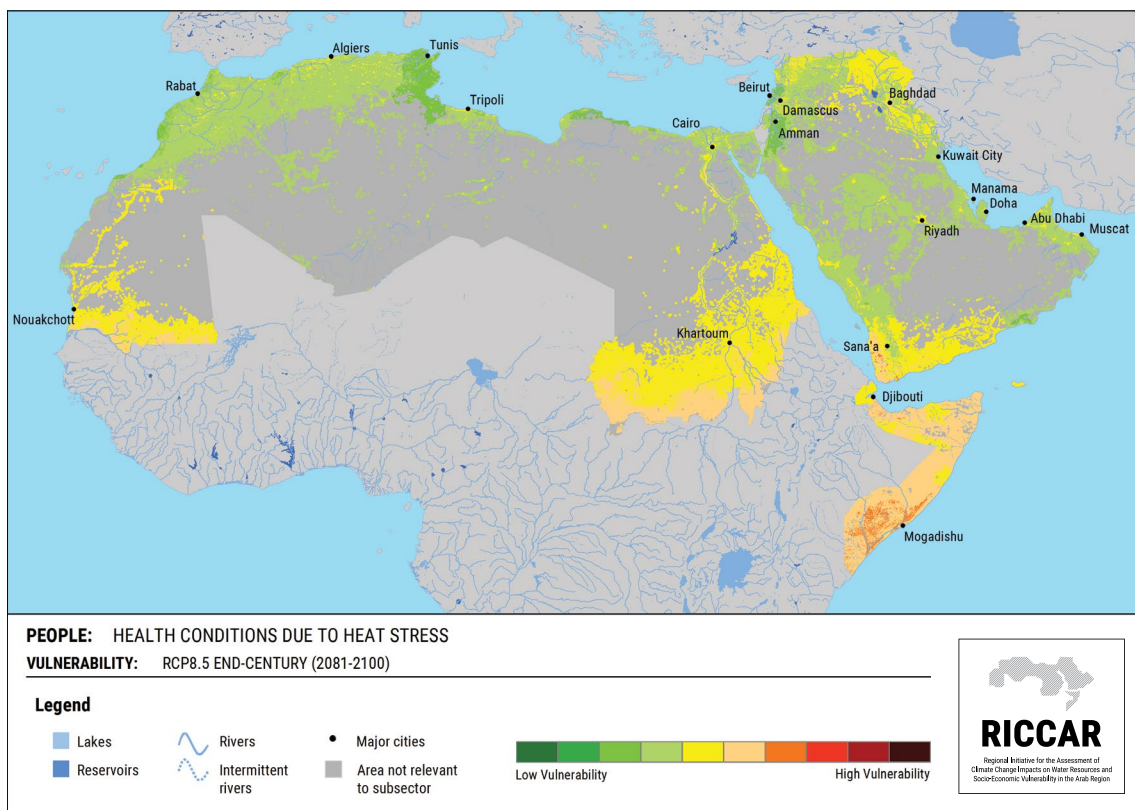 Algiers
Tunis
Rabat
Tripoli
Beirut
Damascus
Baghdad
Cairo
Amman
Kuwait City
Manama
Doha
Abu Dhabi
Riyadh
Muscat
Nouakchott
Khartoum
Sana'a
Djibouti
Mogadishu
PEOPLE: HEALTH CONDITIONS DUE TO HEAT STRESS
VULNERABILITY: RCP8.5 END-CENTURY (2081-2100)
Legend
Lakes
Reservoirs
Rivers
Intermittent
rivers
Major cities
Area not relevant
to subsector
Low Vulnerability
High Vulnerability
RICCAR
Regional Initiative for the Assessment of
Climate Change Impacts on Water Resources and
Socio-Economic Vulnerability in the Arab Region